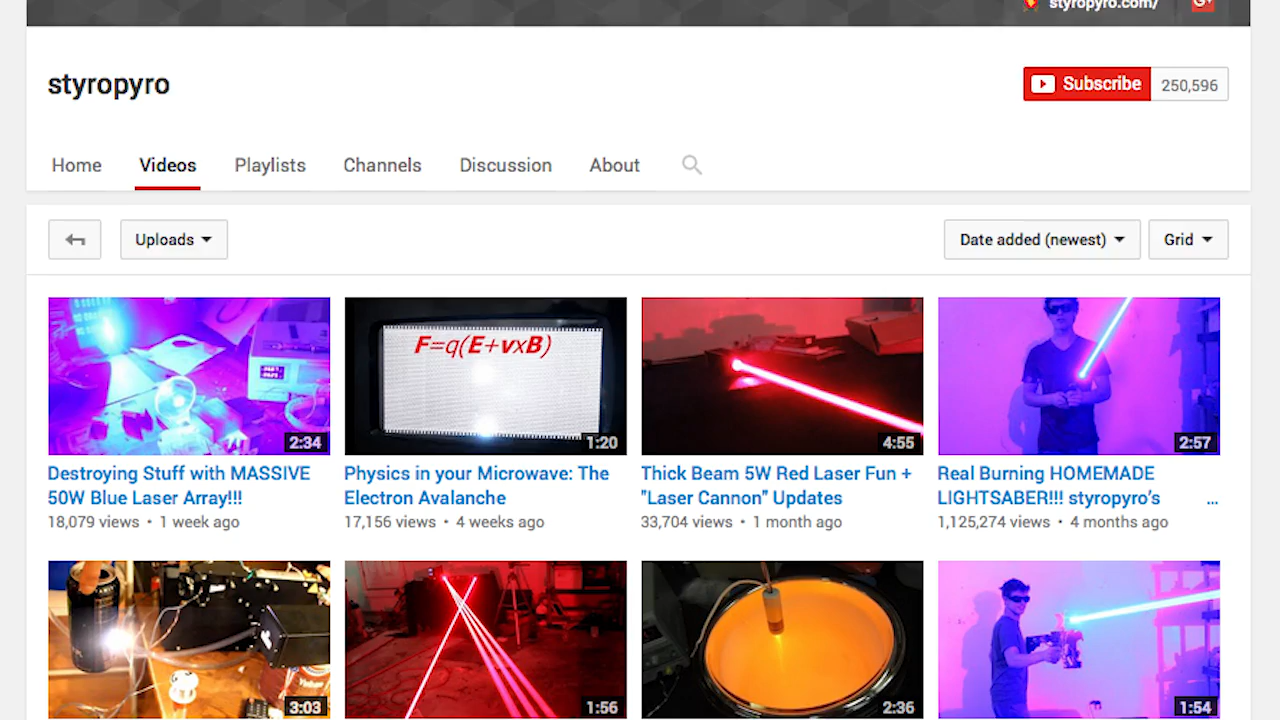 styropyro.com/
G+
styropyro
Subscribe 250,596
Home Videos Playlists Channels Discussion About
Uploads Date added (newest) Grid
F=q(E+vxB)
2:34 1:20 4:55 2:57
Destroying Stuff with MASSIVE
50W Blue Laser Array!!!
18,079 views • 1 week ago
Physics in your Microwave: The
Electron Avalanche
17,156 views • 4 weeks ago
Thick Beam 5W Red Laser Fun +
"Laser Cannon" Updates
33,704 views • 1 month ago
Real Burning HOMEMADE
LIGHTSABER!!! styropyro's ...
1,125,274 views • 4 months ago
3:03 1:56 2:36 1:54